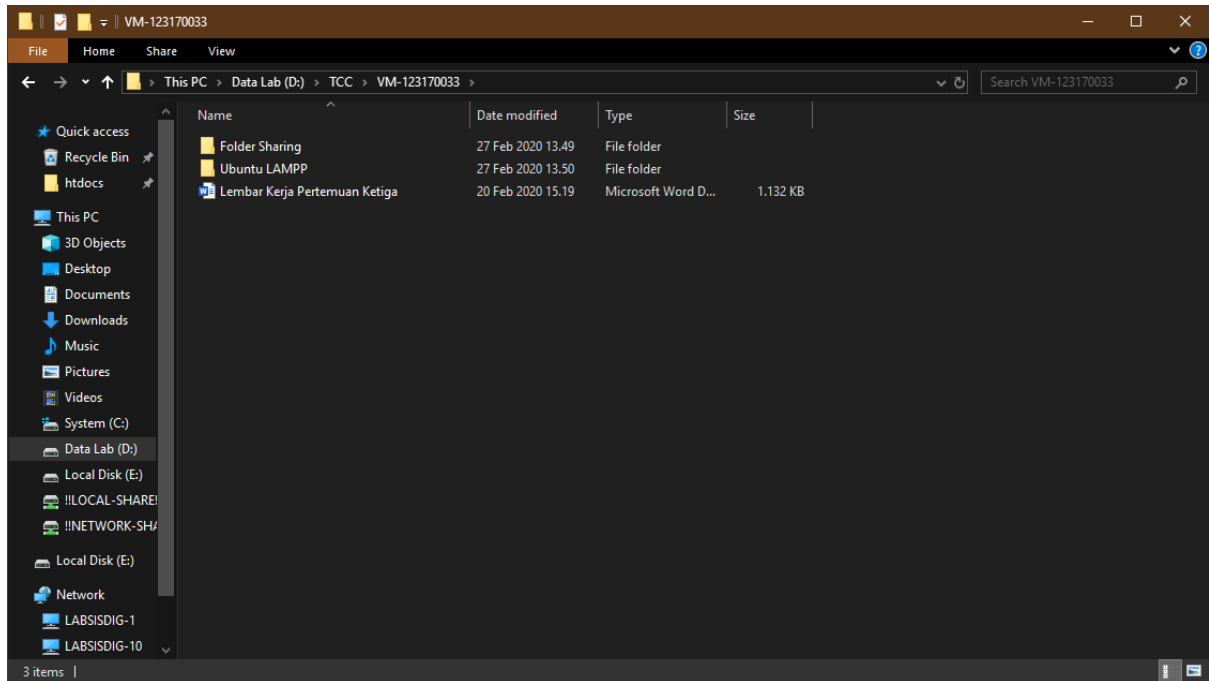 VM-123170033
File Home Share View
This PC > Data Lab (D:) > TCC > VM-123170033 >
Search VM-123170033
Name Date modified Type Size
Quick access
Recycle Bin
htdocs
This PC
3D Objects
Desktop
Documents
Downloads
Music
Pictures
Videos
System (C:)
Data Lab (D:)
Local Disk (E:)
!!LOCAL-SHARE!
!!NETWORK-SHA
Local Disk (E:)
Network
LABSISDIG-1
LABSISDIG-10
Folder Sharing 27 Feb 2020 13.49 File folder
Ubuntu LAMPP 27 Feb 2020 13.50 File folder
Lembar Kerja Pertemuan Ketiga 20 Feb 2020 15.19 Microsoft Word D... 1.132 KB
3 items